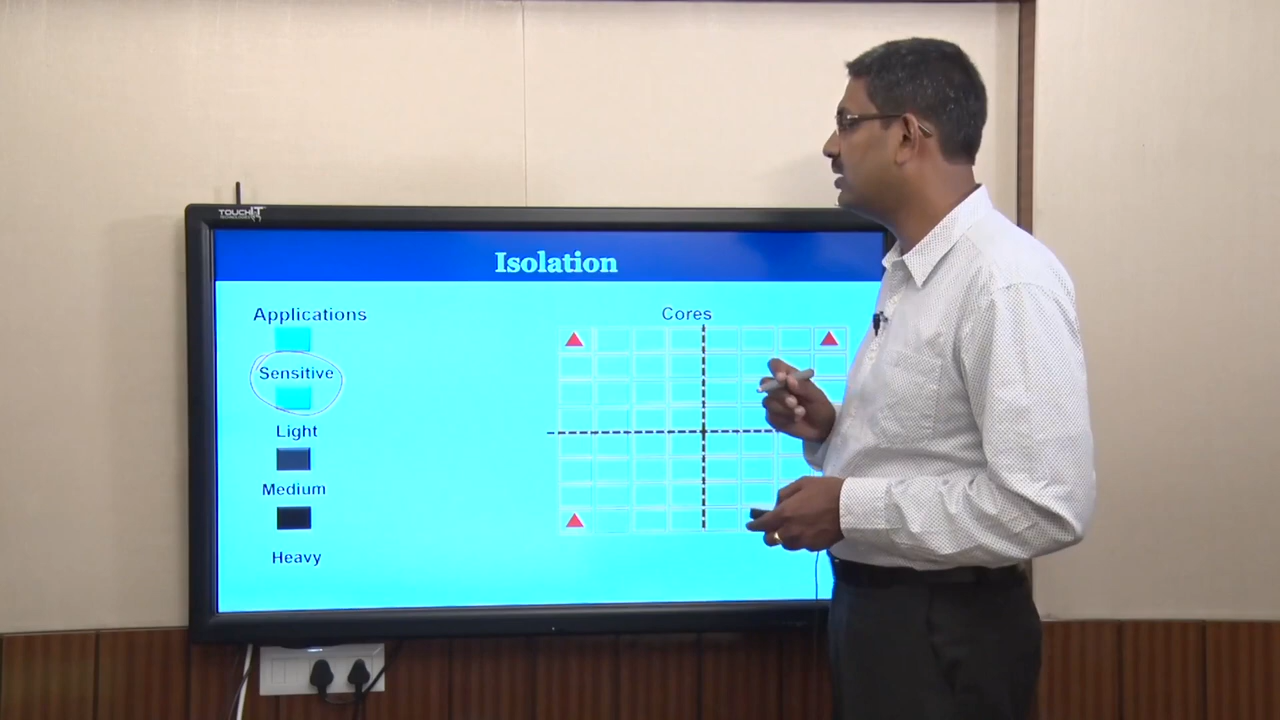 TOUCHIT
Isolation
Applications
Sensitive
Light
Medium
Heavy
Cores